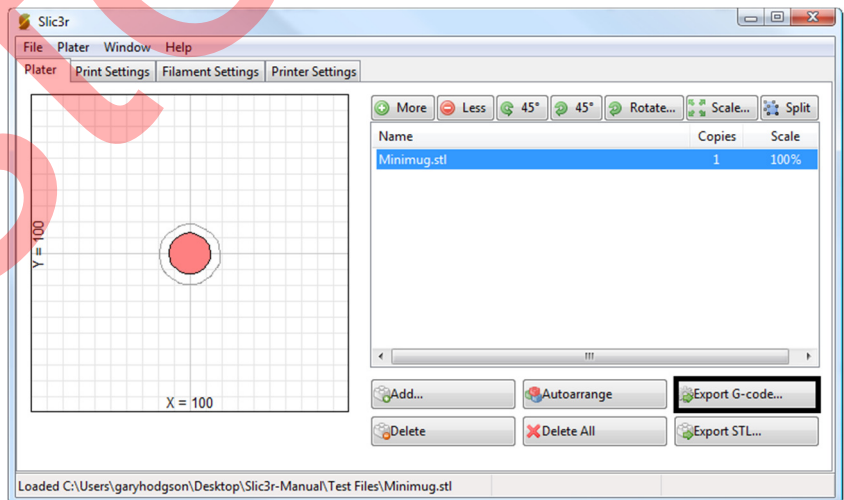 Slic3r
File Plater Window Help
Plater Print Settings Filament Settings Printer Settings
More Less 45° 45° Rotate... Scale... Split
Name Copies Scale
Minimug.stl 1 100%
Y = 100
X = 100
Add... Autoarrange Export G-code...
Delete Delete All Export STL...
Loaded C:\Users\garyhodgson\Desktop\Slic3r-Manual\Test Files\Minimug.stl